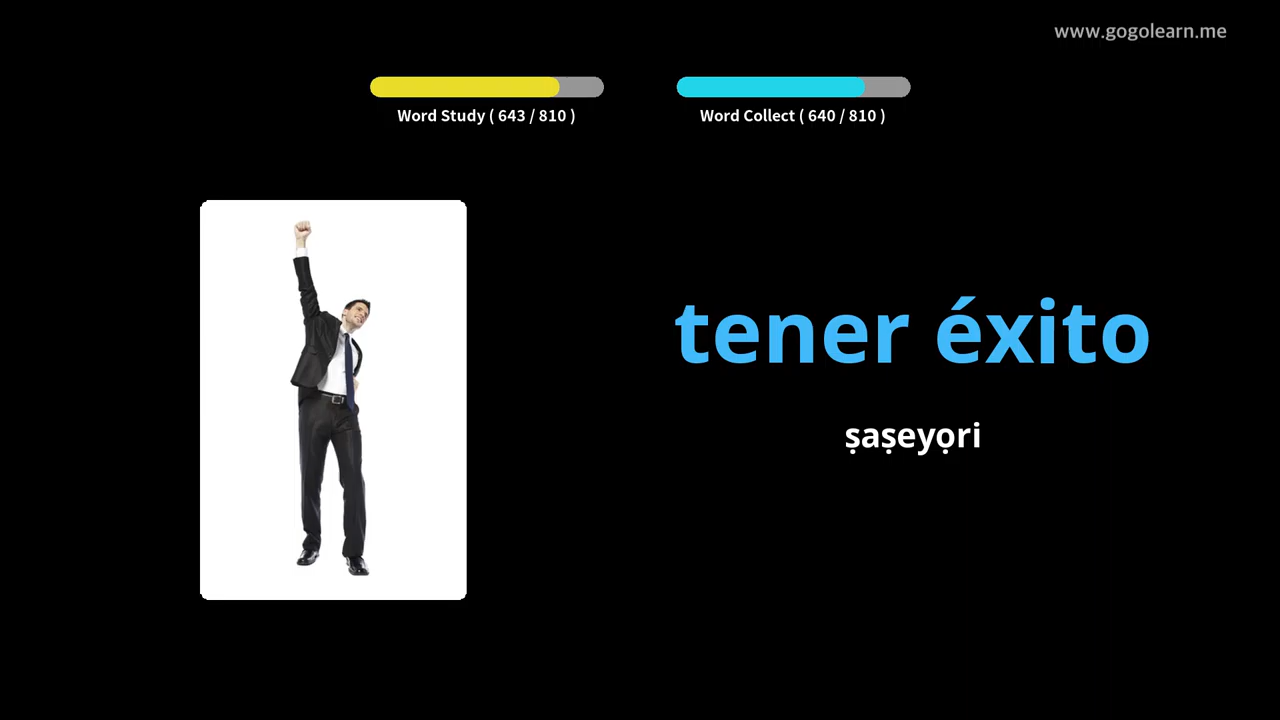 www.gogolearn.me
Word Study ( 643 / 810 )
Word Collect ( 640 / 810 )
tener éxito
ṣaṣeyọri